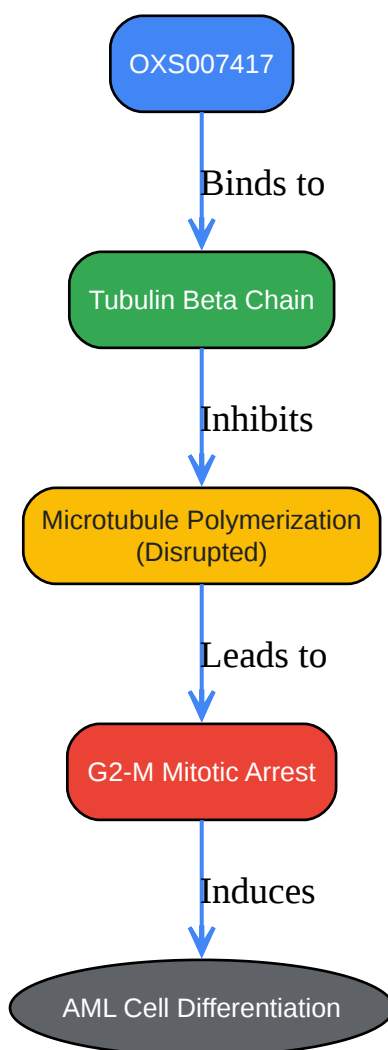 OXS007417
Binds to
Tubulin Beta Chain
Inhibits
Microtubule Polymerization
(Disrupted)
Leads to
G2-M Mitotic Arrest
Induces
AML Cell Differentiation